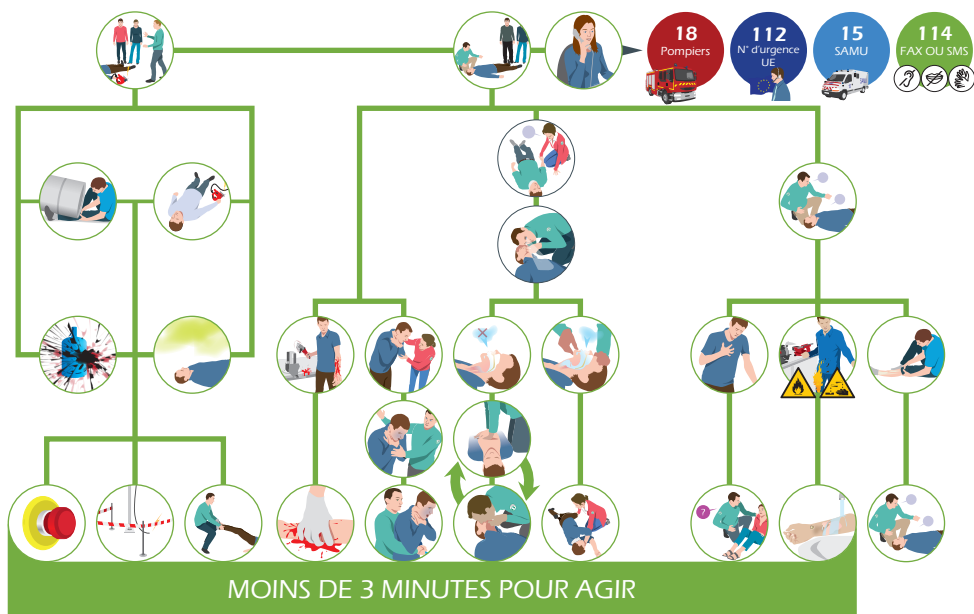 18
Pompiers
112
N° d'urgence
UE
15
SAMU
114
FAX OU SMS
?
MOINS DE 3 MINUTES POUR AGIR